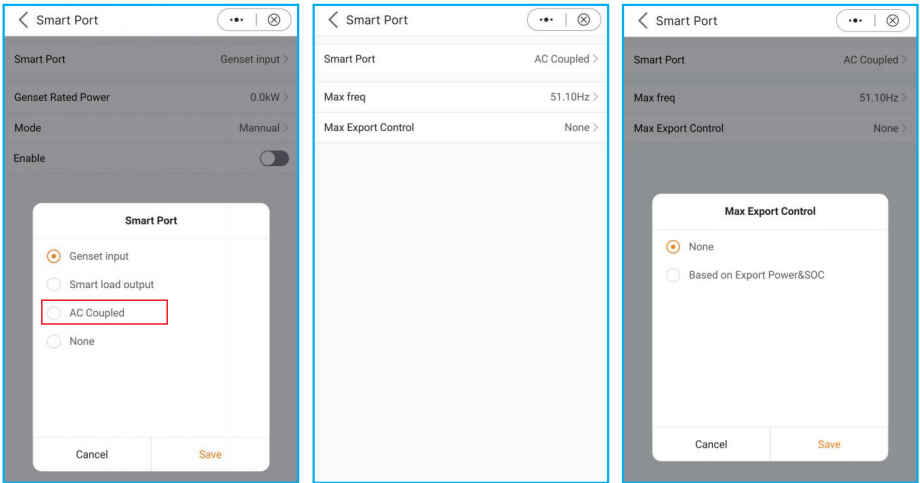 Smart Port
Smart Port Genset input >
Genset Rated Power 0.0kW >
Mode Mannual >
Enable
Smart Port
Genset input
Smart load output
AC Coupled
None
Cancel Save
Smart Port
Smart Port AC Coupled >
Max freq 51.10Hz >
Max Export Control None >
Smart Port
Smart Port AC Coupled >
Max freq 51.10Hz >
Max Export Control None >
Max Export Control
None
Based on Export Power&SOC
Cancel Save